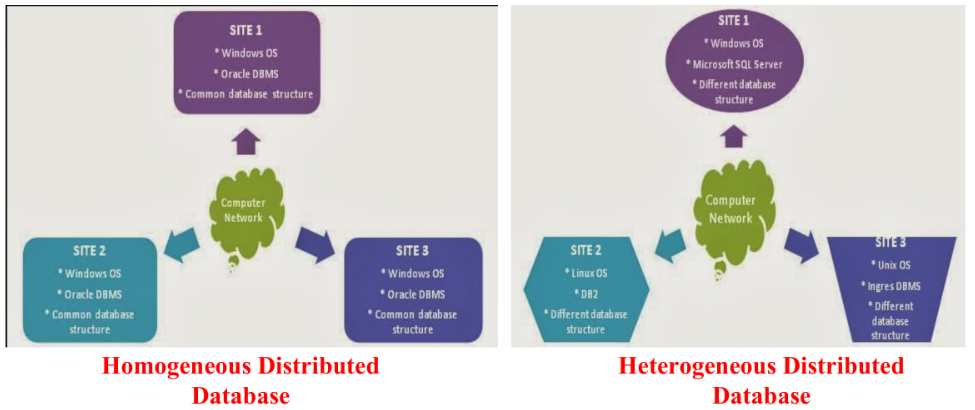 SITE 1
* Windows OS
* Oracle DBMS
* Common database structure
Computer
Network
SITE 2
* Windows OS
* Oracle DBMS
* Common database
structure
SITE 3
* Windows OS
* Oracle DBMS
* Common database
structure
Homogeneous Distributed
Database
SITE 1
* Windows OS
* Microsoft SQL Server
* Different database
structure
Computer
Network
SITE 2
* Linux OS
* DB2
* Different database
structure
SITE 3
* Unix OS
* Ingres DBMS
* Different
database
structure
Heterogeneous Distributed
Database